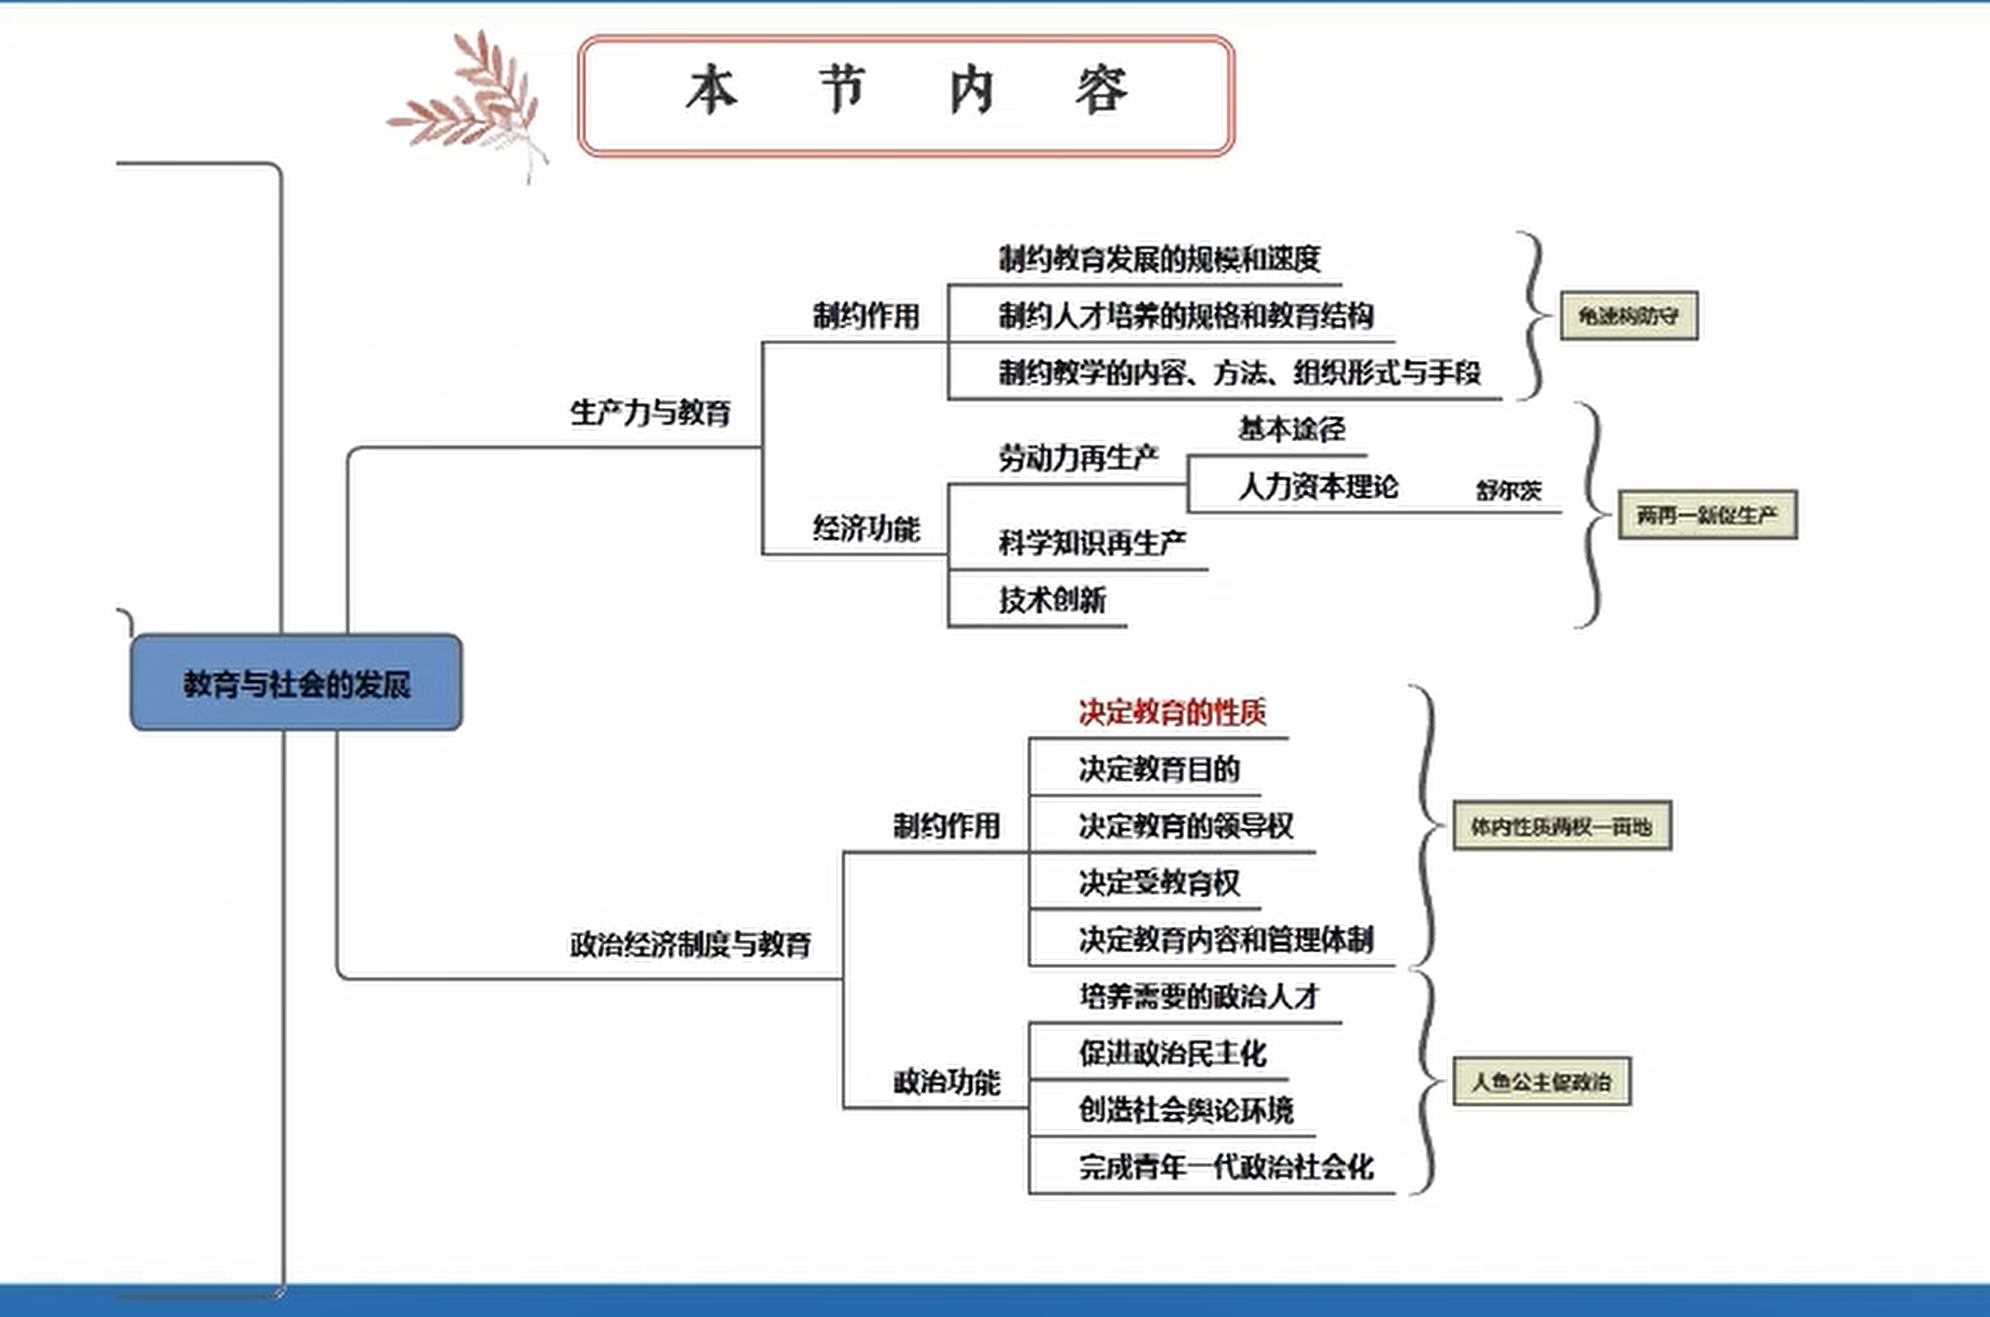 本节内容
制约教育发展的规模和速度
制约作用
制约人才培养的规格和教育结构
龟速构防守
制约教学的内容、方法、组织形式与手段
生产力与教育
基本途径
劳动力再生产
人力资本理论
舒尔茨
两再一新促生产
经济功能
科学知识再生产
技术创新
教育与社会的发展
决定教育的性质
决定教育目的
制约作用
决定教育的领导权
体内性质两权一亩地
决定受教育权
政治经济制度与教育
决定教育内容和管理体制
培养需要的政治人才
促进政治民主化
政治功能
人鱼公主促政治
创造社会舆论环境
完成青年一代政治社会化